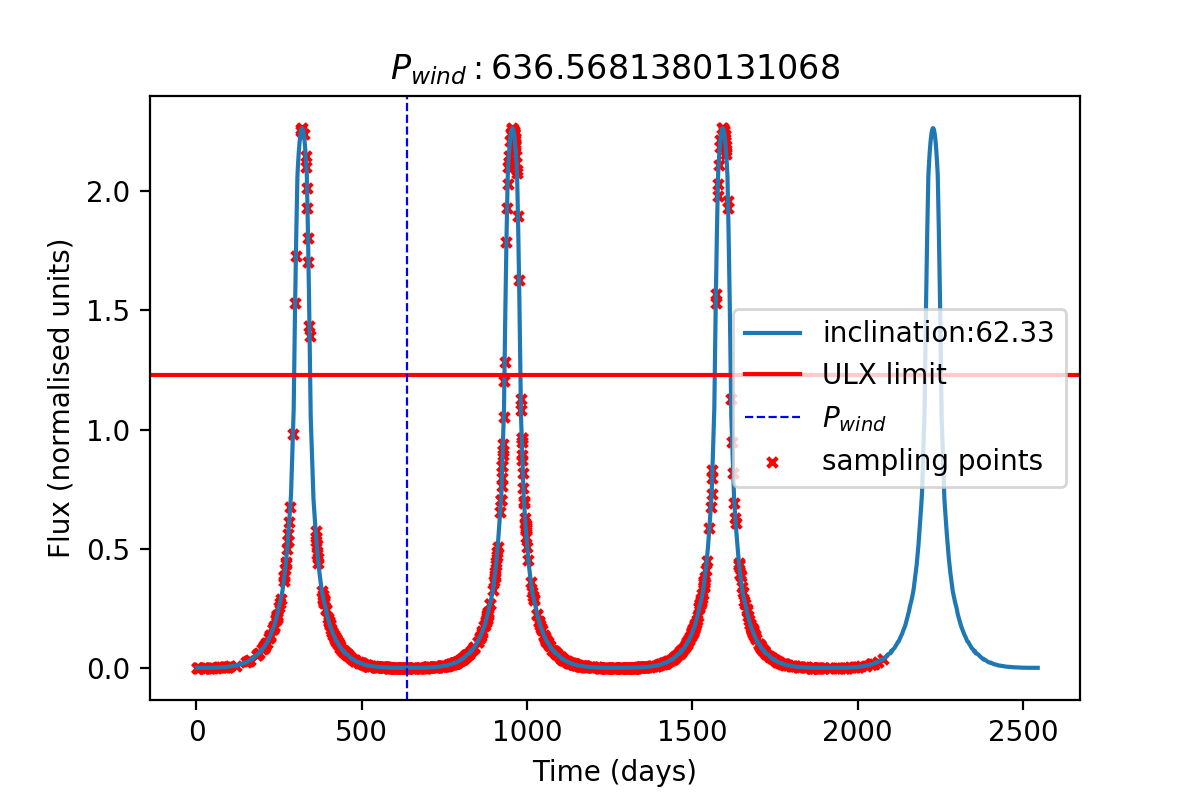 P_wind : 636.5681380131068
2.0
1.5
1.0
0.5
0.0
Flux (normalised units)
inclination:62.33
ULX limit
P_wind
sampling points
0 500 1000 1500 2000 2500
Time (days)